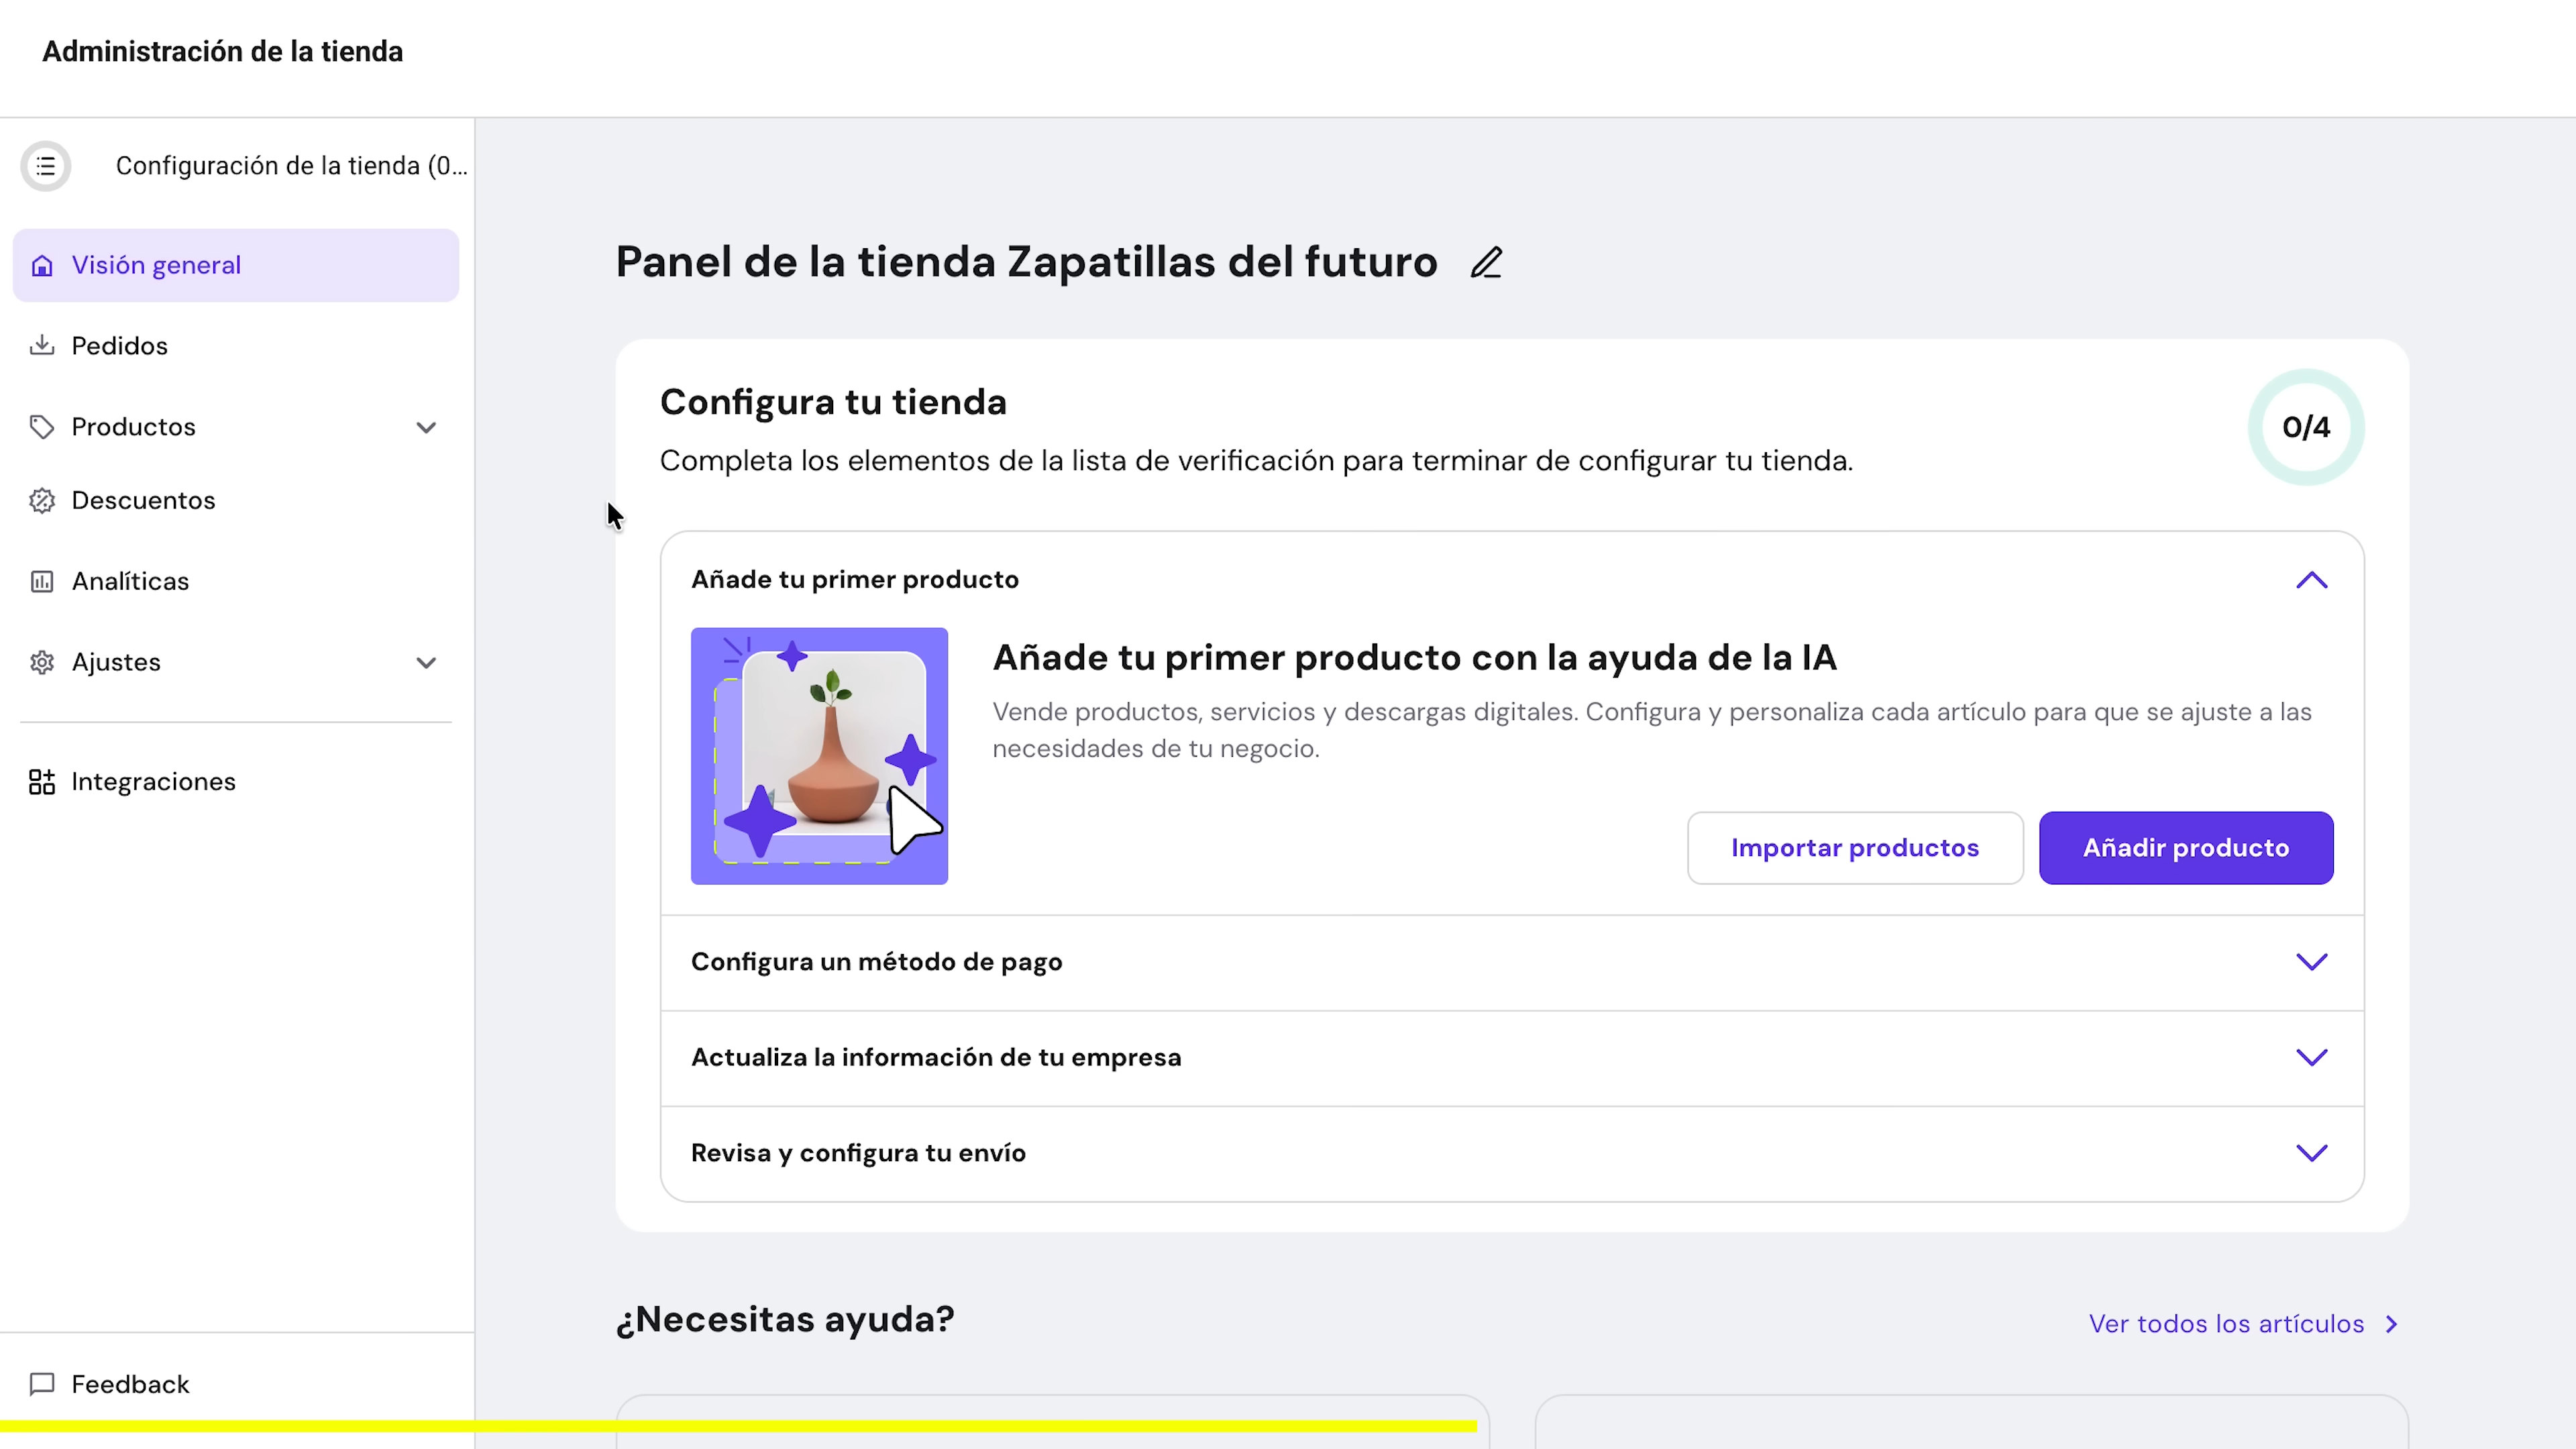 Administración de la tienda
Configuración de la tienda (0...
Visión general
Pedidos
Productos
Descuentos
Analíticas
Ajustes
Integraciones
Feedback
Panel de la tienda Zapatillas del futuro
Configura tu tienda
Completa los elementos de la lista de verificación para terminar de configurar tu tienda.
0/4
Añade tu primer producto
Añade tu primer producto con la ayuda de la IA
Vende productos, servicios y descargas digitales. Configura y personaliza cada artículo para que se ajuste a las
necesidades de tu negocio.
Importar productos
Añadir producto
Configura un método de pago
Actualiza la información de tu empresa
Revisa y configura tu envío
¿Necesitas ayuda?
Ver todos los artículos